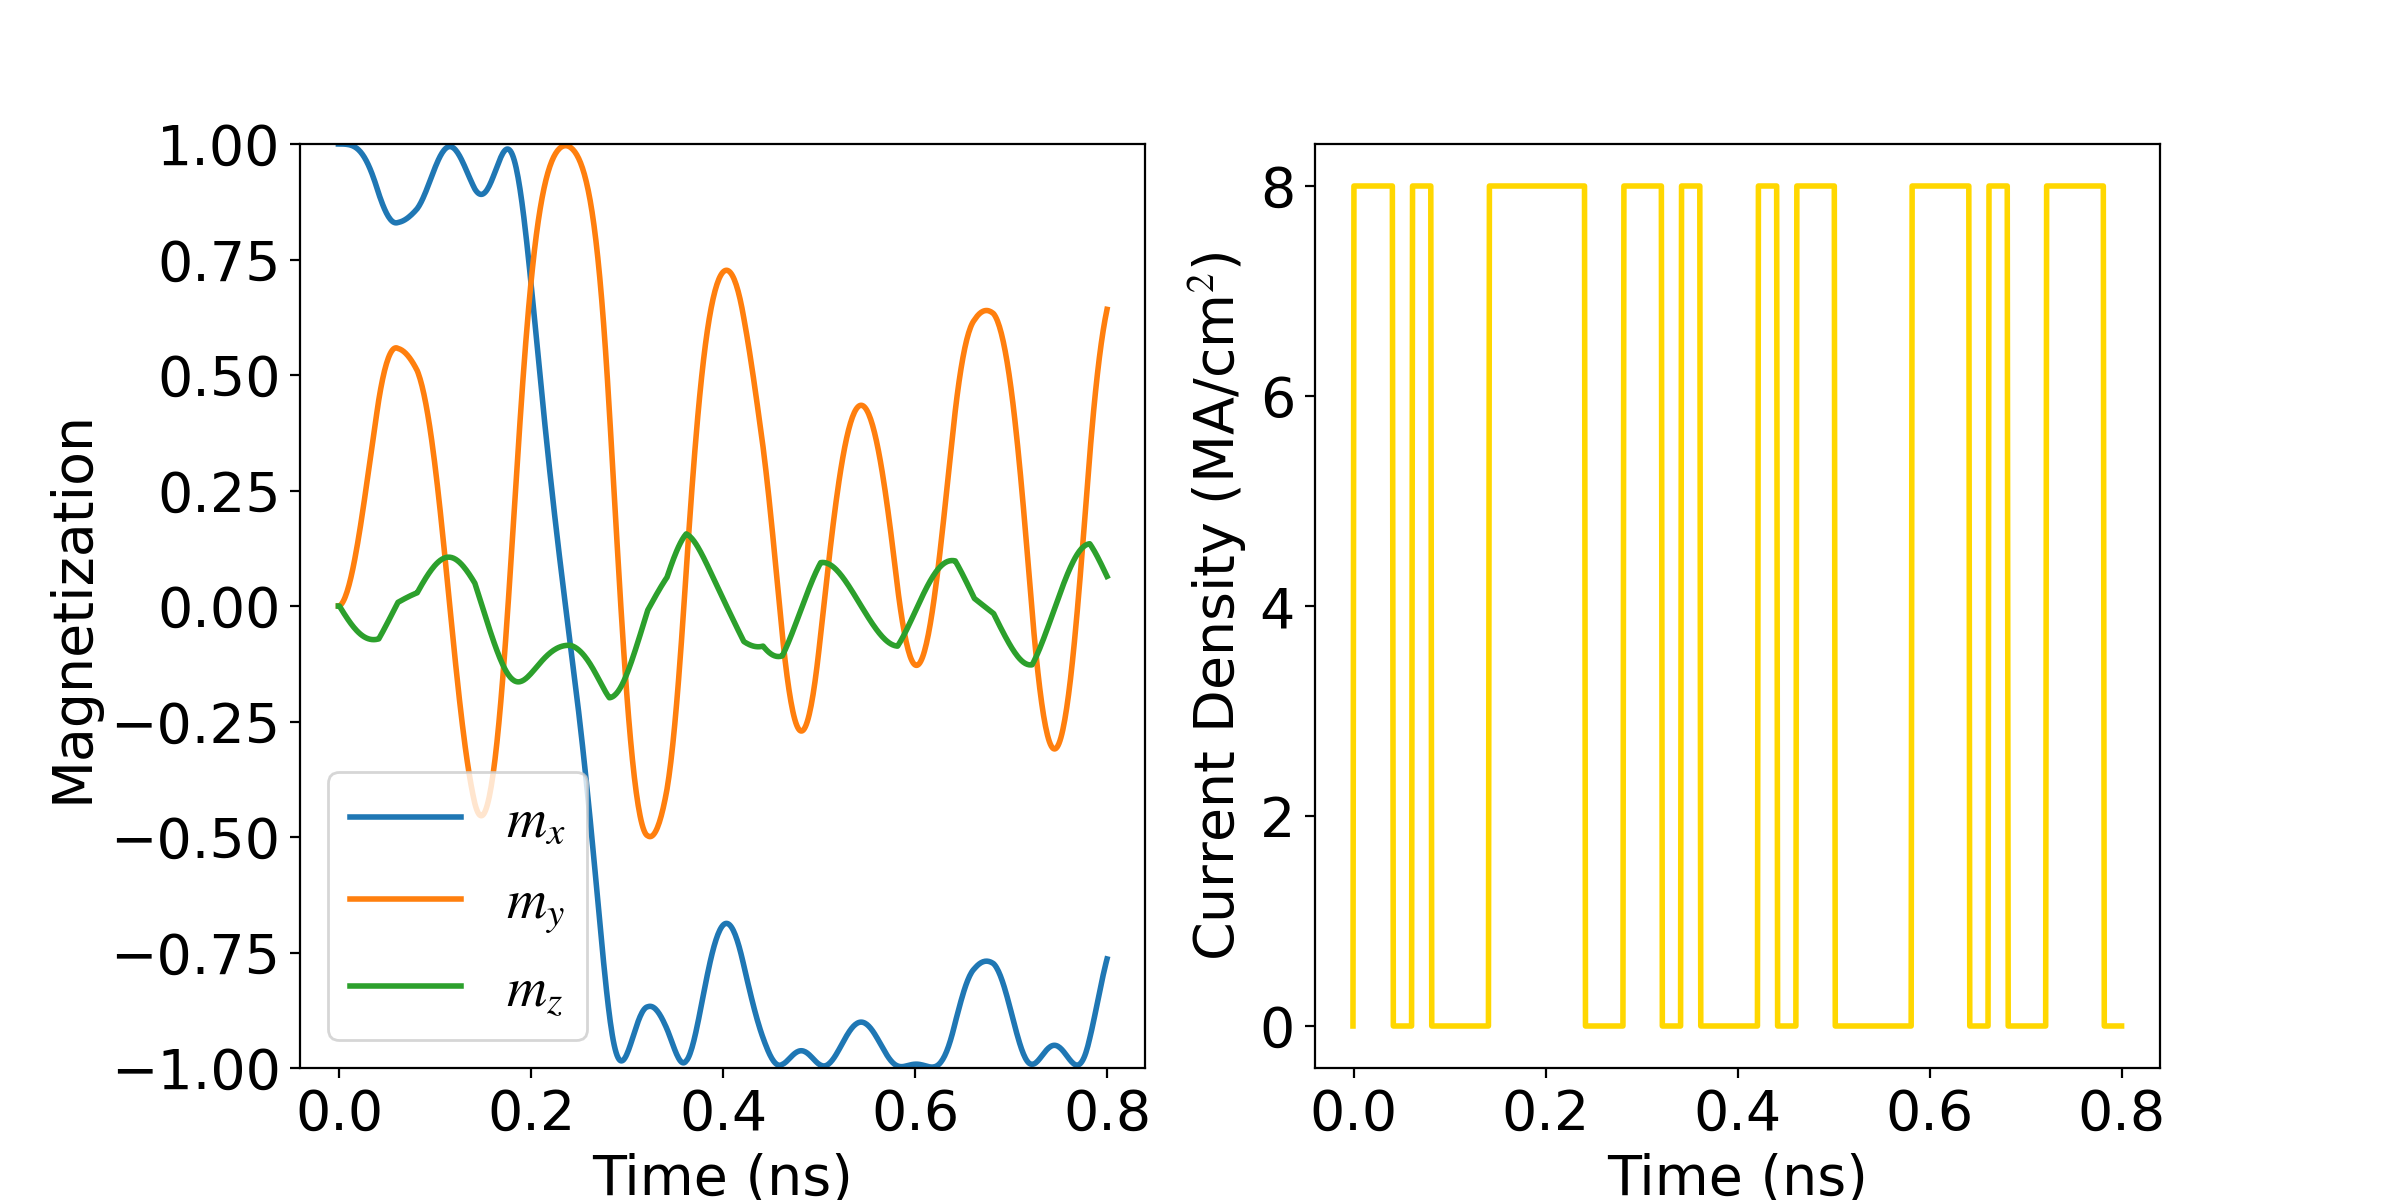 1.00
0.75
0.50
0.25
0.00
−0.25
−0.50
−0.75
−1.00
Magnetization
m_x
m_y
m_z
0.0 0.2 0.4 0.6 0.8
Time (ns)
8
6
4
2
0
Current Density (MA/cm²)
0.0 0.2 0.4 0.6 0.8
Time (ns)